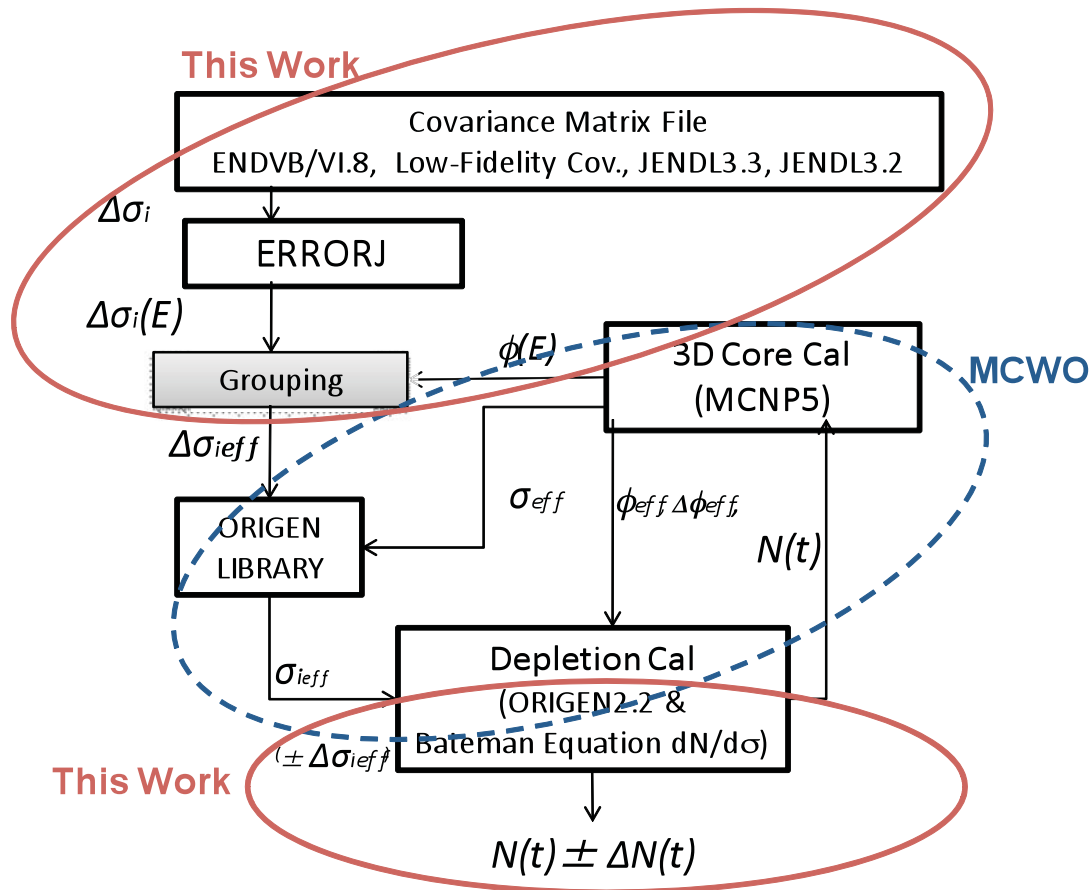 This Work
Covariance Matrix File
ENDVB/VI.8, Low-Fidelity Cov., JENDL3.3, JENDL3.2
Δσi
ERRORJ
Δσi(E)
ϕ(E)
3D Core Cal
(MCNP5)
MCWO
Grouping
Δσieff
σeff
ϕeff, Δϕeff,
N(t)
ORIGEN
LIBRARY
σieff
Depletion Cal
(ORIGEN2.2 &
Bateman Equation dN/dσ)
(± Δσieff)
This Work
N(t) ± ΔN(t)